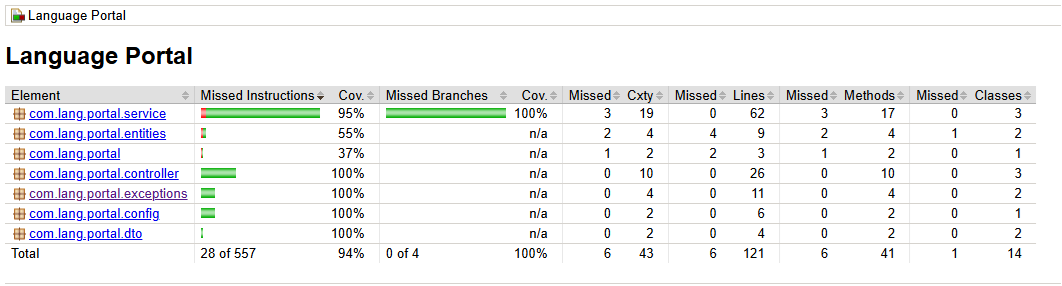 Language Portal
Language Portal
Element Missed Instructions Cov. Missed Branches Cov. Missed Cxty Missed Lines Missed Methods Missed Classes
com.lang.portal.service 95% 100% 3 19 0 62 3 17 0 3
com.lang.portal.entities 55% n/a 2 4 4 9 2 4 1 2
com.lang.portal 37% n/a 1 2 2 3 1 2 0 1
com.lang.portal.controller 100% n/a 0 10 0 26 0 10 0 3
com.lang.portal.exceptions 100% n/a 0 4 0 11 0 4 0 2
com.lang.portal.config 100% n/a 0 2 0 6 0 2 0 1
com.lang.portal.dto 100% n/a 0 2 0 4 0 2 0 2
Total 28 of 557 94% 0 of 4 100% 6 43 6 121 6 41 1 14